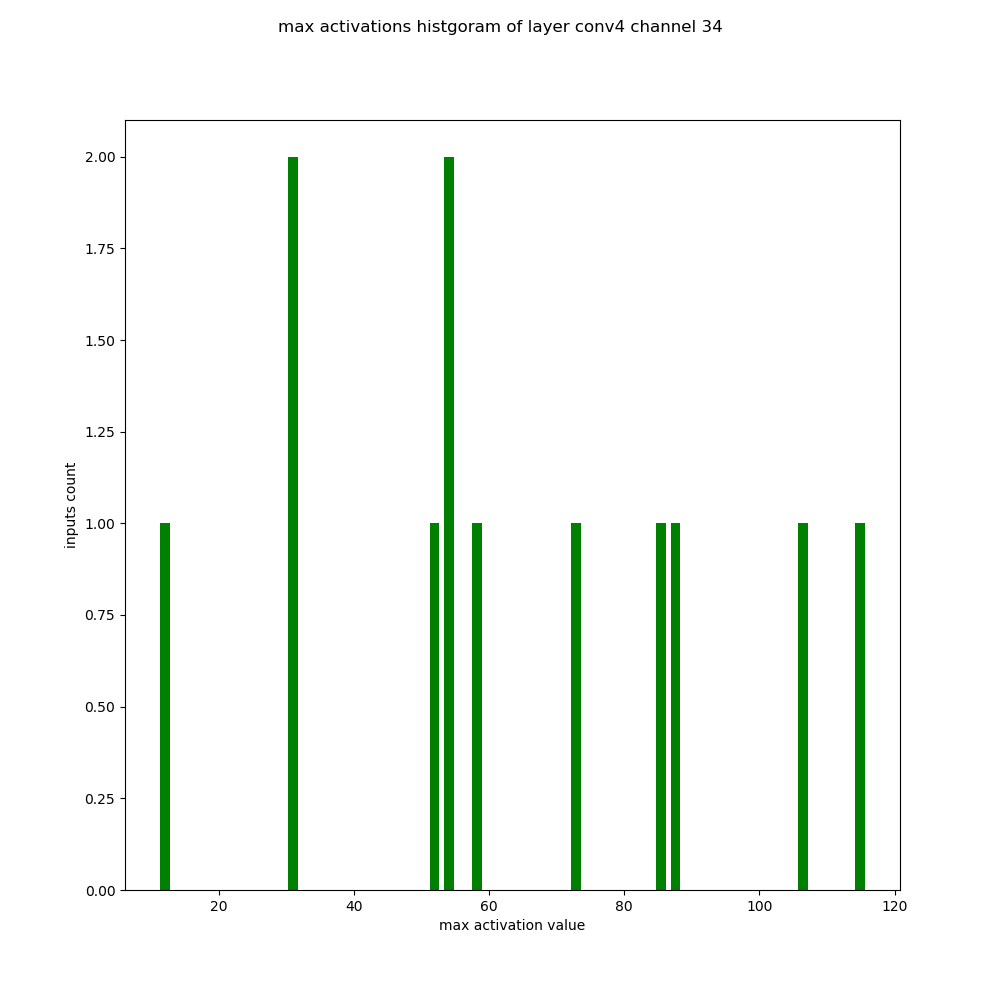 max activations histgoram of layer conv4 channel 34
2.00
1.75
1.50
1.25
1.00
0.75
0.50
0.25
0.00
inputs count
20 40 60 80 100 120
max activation value